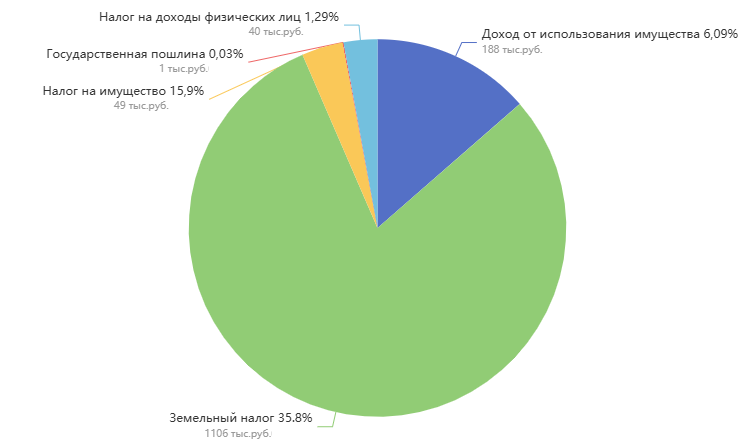 Налог на доходы физических лиц 1,29%
40 тыс.руб.
Доход от использования имущества 6,09%
188 тыс.руб.
Государственная пошлина 0,03%
1 тыс.руб.
Налог на имущество 15,9%
49 тыс.руб.
Земельный налог 35.8%
1106 тыс.руб.